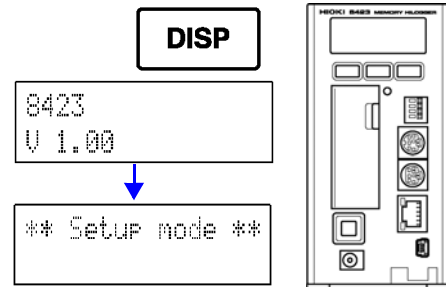 DISP
8423
V 1.00
** Setup mode **
HIOKI 8423 MEMORY HiLOGGER